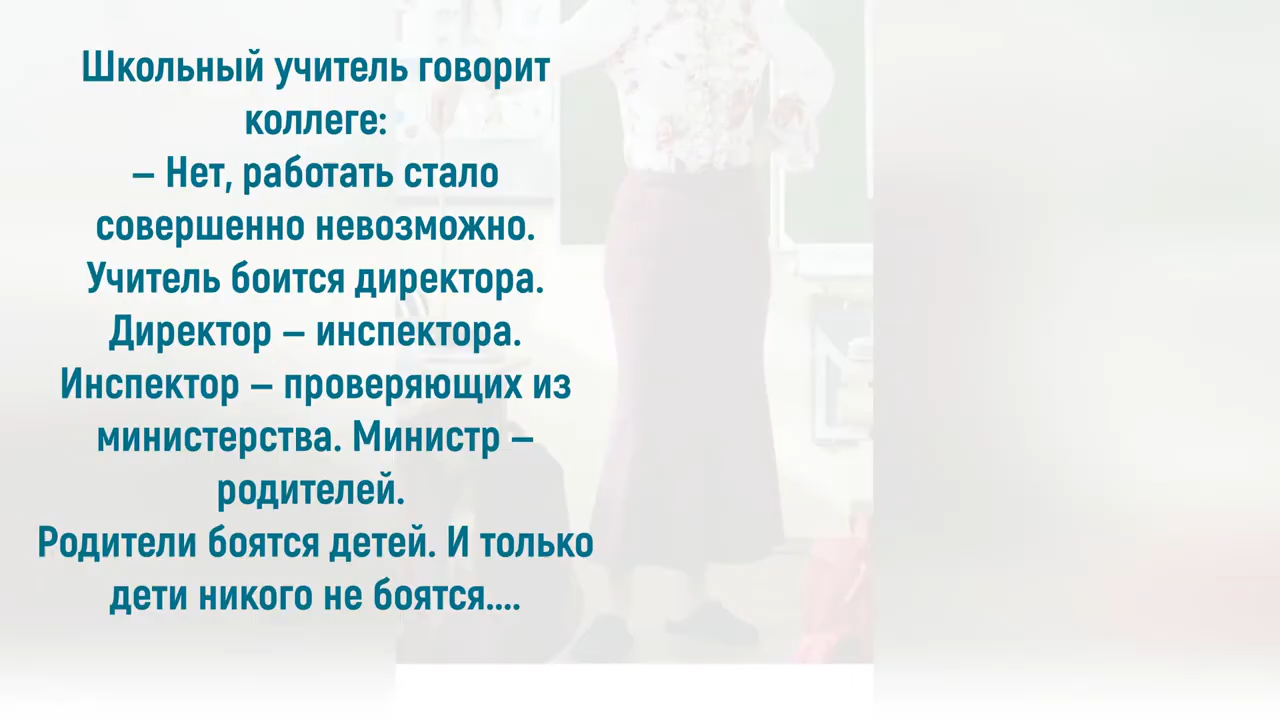 Школьный учитель говорит
коллеге:
– Нет, работать стало
совершенно невозможно.
Учитель боится директора.
Директор – инспектора.
Инспектор – проверяющих из
министерства. Министр –
родителей.
Родители боятся детей. И только
дети никого не боятся....